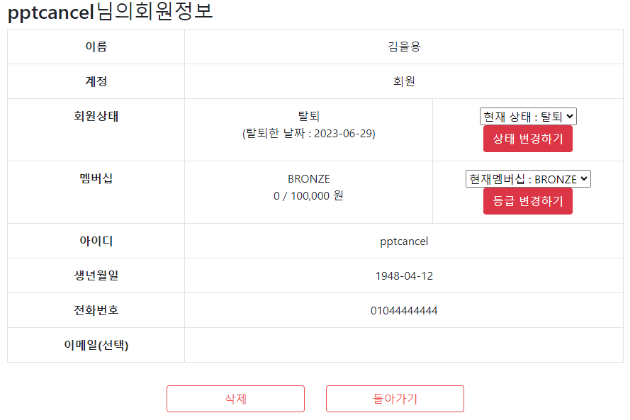 pptcancel님의회원정보
이름 김을용
계정 회원
회원상태 탈퇴 현재 상태 : 탈퇴
(탈퇴한 날짜 : 2023-06-29) 상태 변경하기
멤버십 BRONZE 현재멤버십 : BRONZE
0 / 100,000 원 등급 변경하기
아이디 pptcancel
생년월일 1948-04-12
전화번호 01044444444
이메일(선택)
삭제 돌아가기